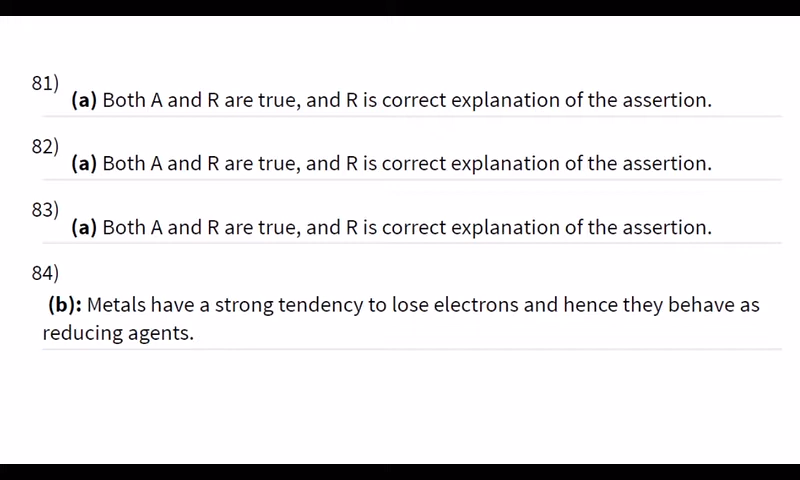 81)
(a) Both A and R are true, and R is correct explanation of the assertion.
82)
(a) Both A and R are true, and R is correct explanation of the assertion.
83)
(a) Both A and R are true, and R is correct explanation of the assertion.
84)
(b): Metals have a strong tendency to lose electrons and hence they behave as
reducing agents.